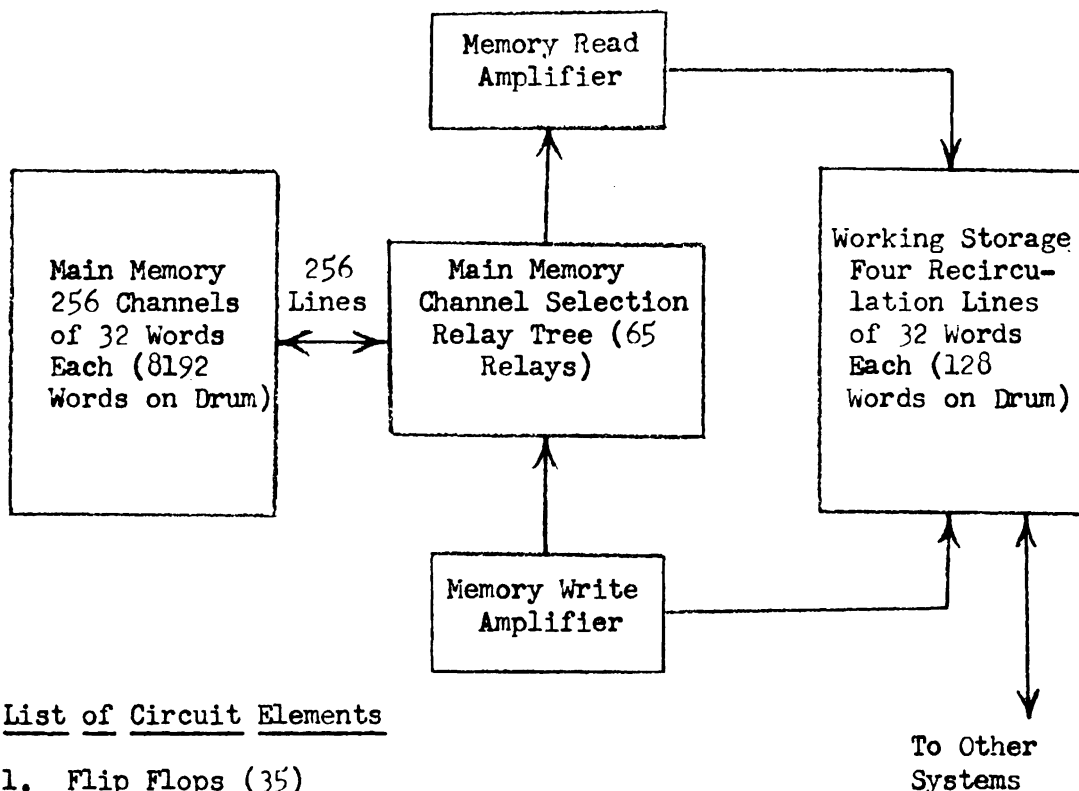 Memory Read
Amplifier
Main Memory
256 Channels
of 32 Words
Each (8192
Words on Drum)
256
Lines
Main Memory
Channel Selection
Relay Tree (65
Relays)
Working Storage
Four Recircu-
lation Lines
of 32 Words
Each (128
Words on Drum)
Memory Write
Amplifier
To Other
Systems
List of Circuit Elements
1. Flip Flops (35)